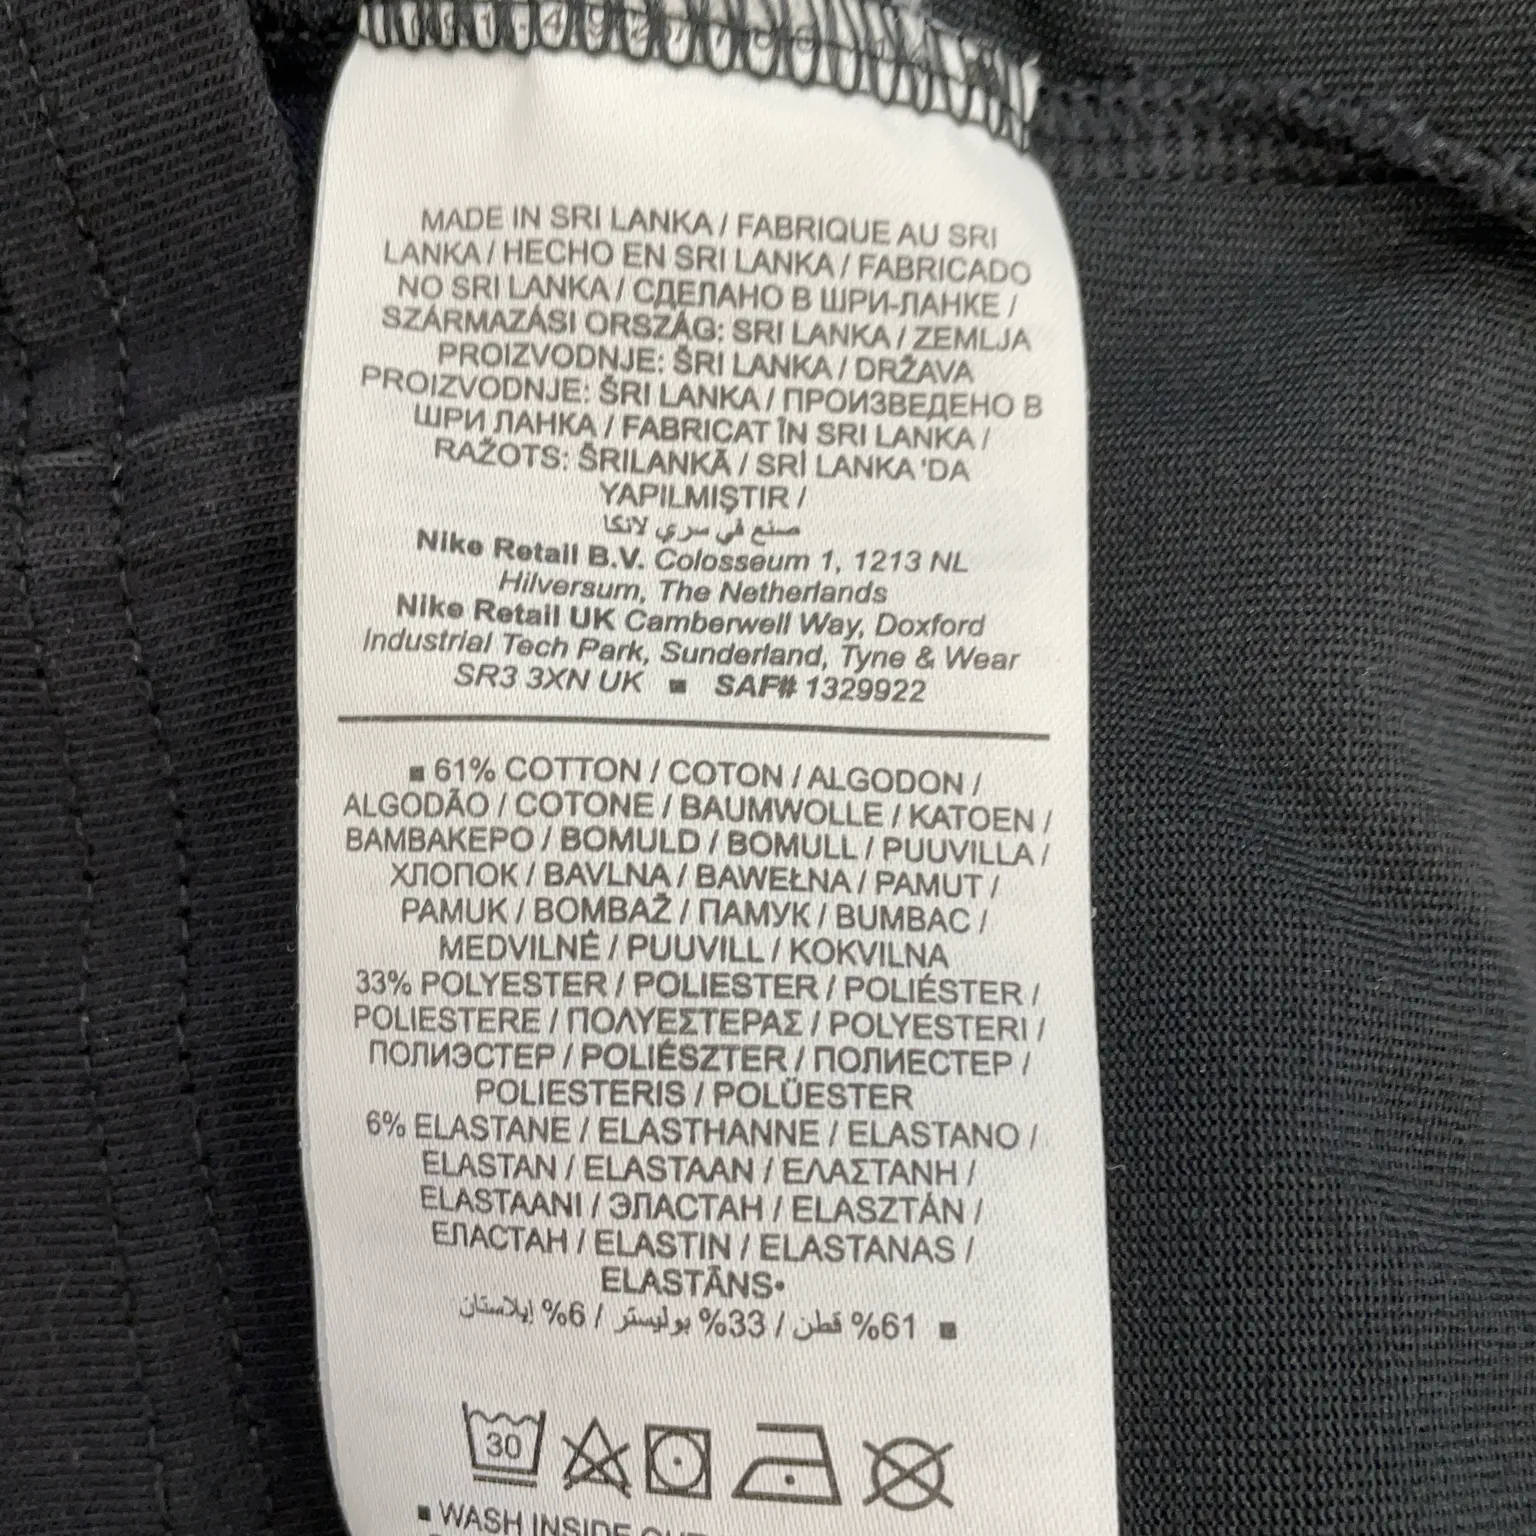 MADE IN SRI LANKA / FABRIQUE AU SRI
LANKA / HECHO EN SRI LANKA / FABRICADO
NO SRI LANKA / СДЕЛАНО В ШРИ-ЛАНКЕ /
SZÁRMAZÁSI ORSZÁG: SRI LANKA / ZEMLJA
PROIZVODNJE: ŠRI LANKA / DRŽAVA
PROIZVODNJE: ŠRI LANKA / ПРОИЗВЕДЕНО В
ШРИ ЛАНКА / FABRICAT ÎN SRI LANKA /
RAŽOTS: ŠRILANKĀ / SRİ LANKA 'DA
YAPILMIŞTIR /
صنع في سري لانكا
Nike Retail B.V. Colosseum 1, 1213 NL
Hilversum, The Netherlands
Nike Retail UK Camberwell Way, Doxford
Industrial Tech Park, Sunderland, Tyne & Wear
SR3 3XN UK ■ SAF# 1329922
■ 61% COTTON / COTON / ALGODON /
ALGODÃO / COTONE / BAUMWOLLE / KATOEN /
ΒΑΜΒΑΚΕΡΟ / BOMULD / BOMULL / PUUVILLA /
ХЛОПОК / BAVLNA / BAWEŁNA / PAMUT /
PAMUK / BOMBAŽ / ПАМУК / BUMBAC /
MEDVILNĖ / PUUVILL / KOKVILNA
33% POLYESTER / POLIESTER / POLIÉSTER /
POLIESTERE / ΠΟΛΥΕΣΤΕΡΑΣ / POLYESTERI /
ПОЛИЭСТЕР / POLIÉSZTER / ПОЛИЕСТЕР /
POLIESTERIS / POLÜESTER
6% ELASTANE / ELASTHANNE / ELASTANO /
ELASTAN / ELASTAAN / ΕΛΑΣΤΑΝΗ /
ELASTAANI / ЭЛАСТАН / ELASZTÁN /
ЕЛАСТАН / ELASTIN / ELASTANAS /
ELASTĀNS•
■ 61% قطن / 33% بوليستر / 6% إيلاستان
30
■ WASH INSIDE